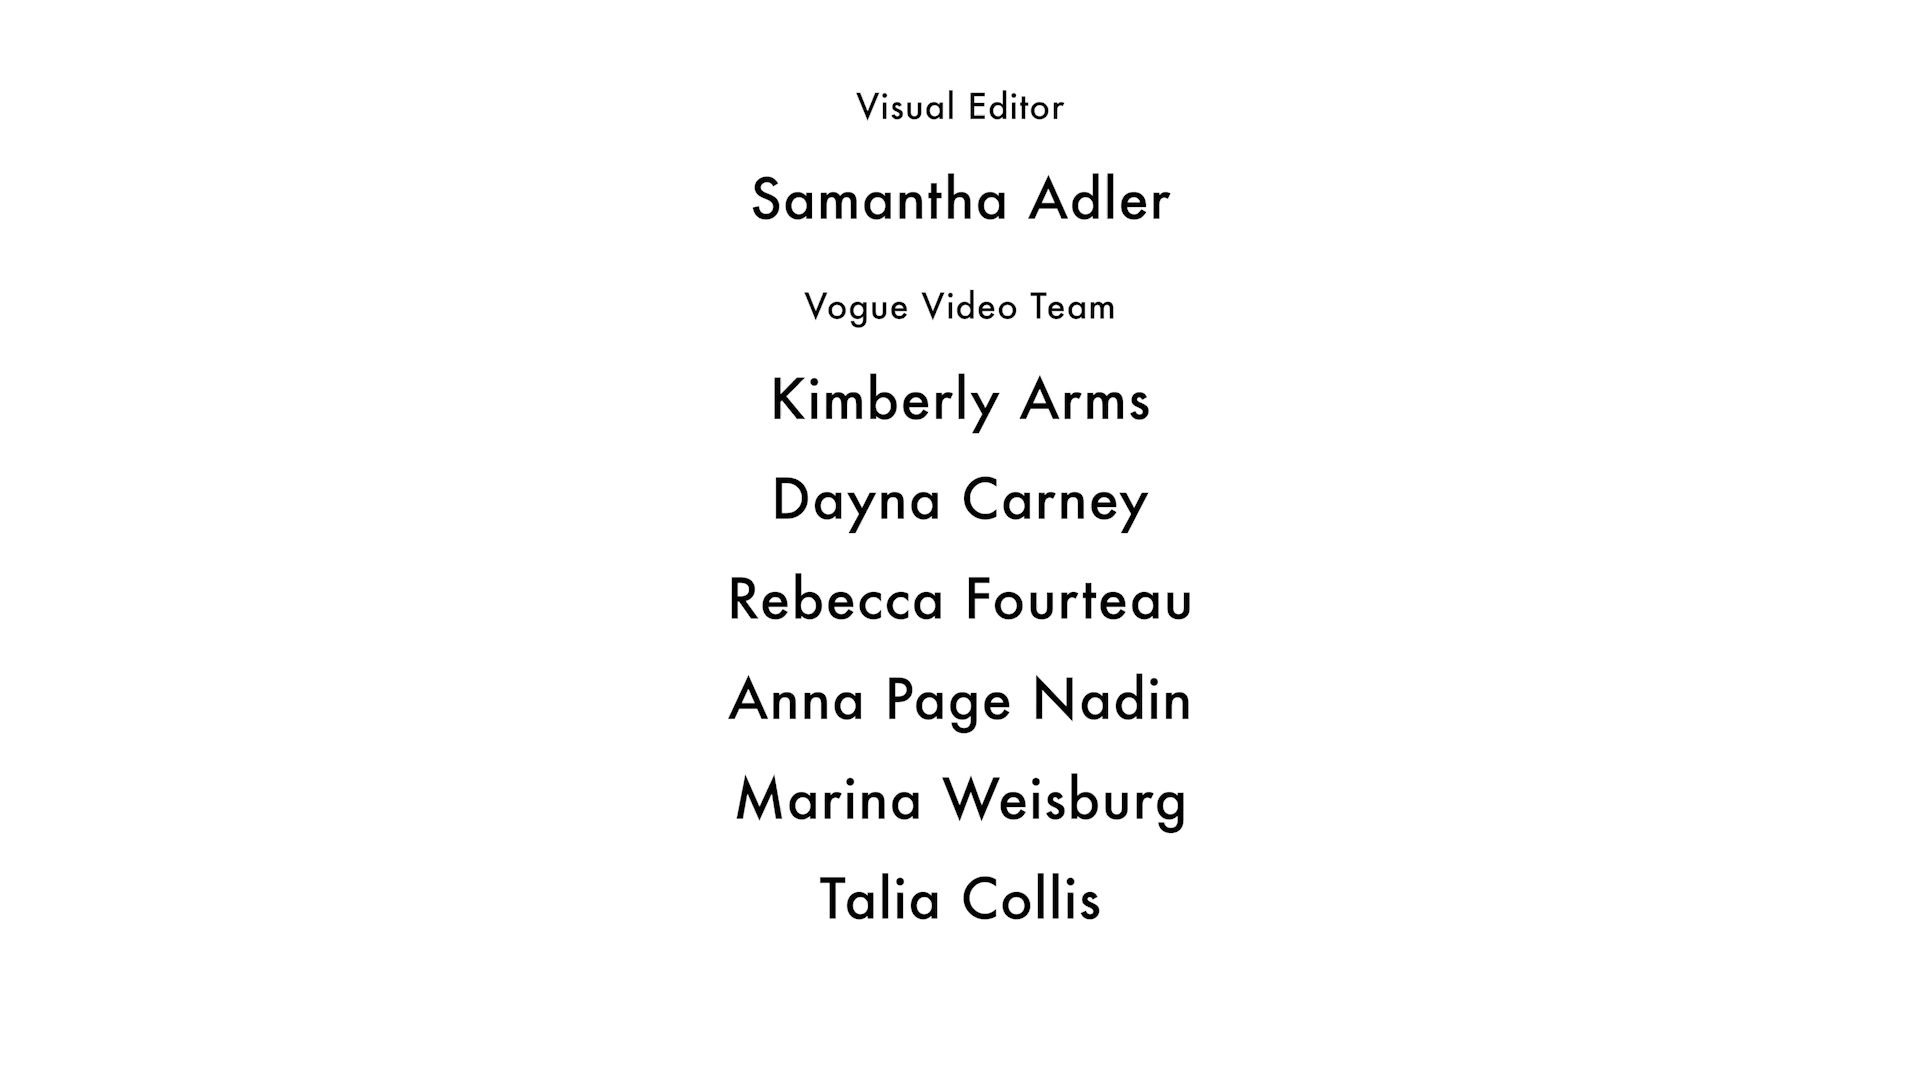 Visual Editor
Samantha Adler
Vogue Video Team
Kimberly Arms
Dayna Carney
Rebecca Fourteau
Anna Page Nadin
Marina Weisburg
Talia Collis